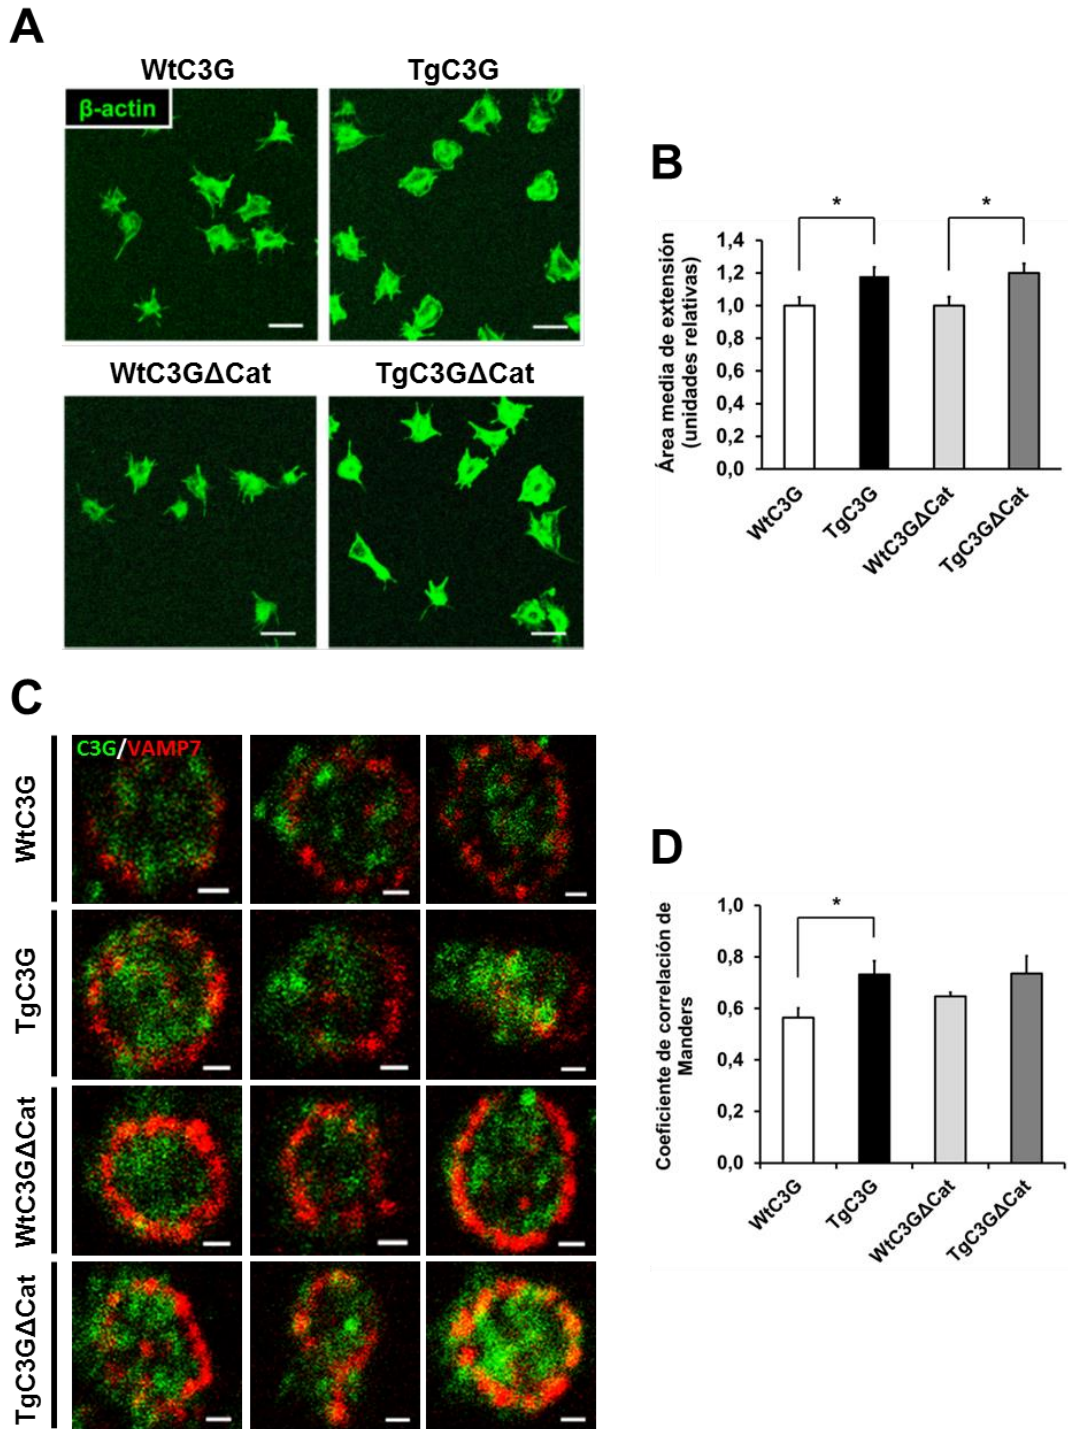 A
WtC3G
TgC3G
β-actin
WtC3GΔCat
TgC3GΔCat
B
*
*
Área media de extensión
(unidades relativas)
1,4
1,2
1,0
0,8
0,6
0,4
0,2
0,0
WtC3G
TgC3G
WtC3GΔCat
TgC3GΔCat
C
C3G/VAMP7
WtC3G
TgC3G
WtC3GΔCat
TgC3GΔCat
D
*
Coeficiente de correlación de
Manders
1,0
0,8
0,6
0,4
0,2
0,0
WtC3G
TgC3G
WtC3GΔCat
TgC3GΔCat